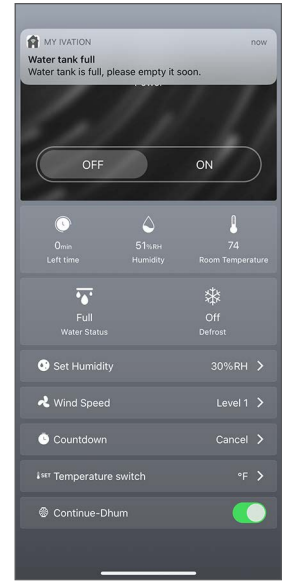 MY IVATION now
Water tank full
Water tank is full, please empty it soon.
Power
OFF ON
0min 51%RH 74
Left time Humidity Room Temperature
Full Off
Water Status Defrost
Set Humidity 30%RH
Wind Speed Level 1
Countdown Cancel
SET Temperature switch °F
Continue-Dhum